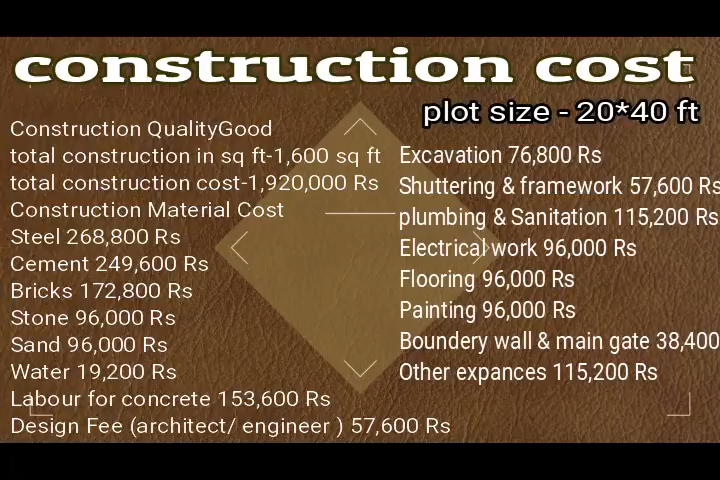 construction cost
plot size - 20*40 ft
Construction QualityGood
total construction in sq ft-1,600 sq ft
total construction cost-1,920,000 Rs
Construction Material Cost
Steel 268,800 Rs
Cement 249,600 Rs
Bricks 172,800 Rs
Stone 96,000 Rs
Sand 96,000 Rs
Water 19,200 Rs
Labour for concrete 153,600 Rs
Design Fee (architect/ engineer ) 57,600 Rs
Excavation 76,800 Rs
Shuttering & framework 57,600 Rs
plumbing & Sanitation 115,200 Rs
Electrical work 96,000 Rs
Flooring 96,000 Rs
Painting 96,000 Rs
Boundery wall & main gate 38,400
Other expances 115,200 Rs